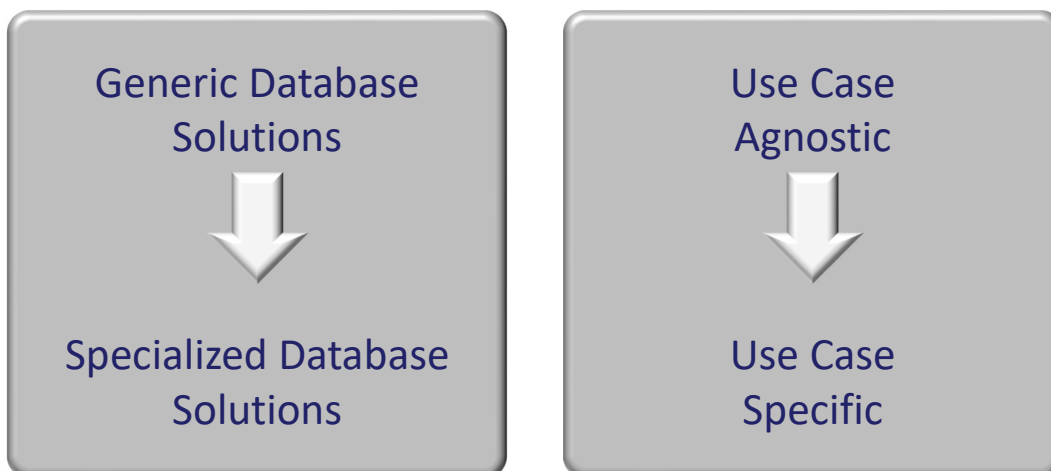 Generic Database
Solutions
Specialized Database
Solutions
Use Case
Agnostic
Use Case
Specific